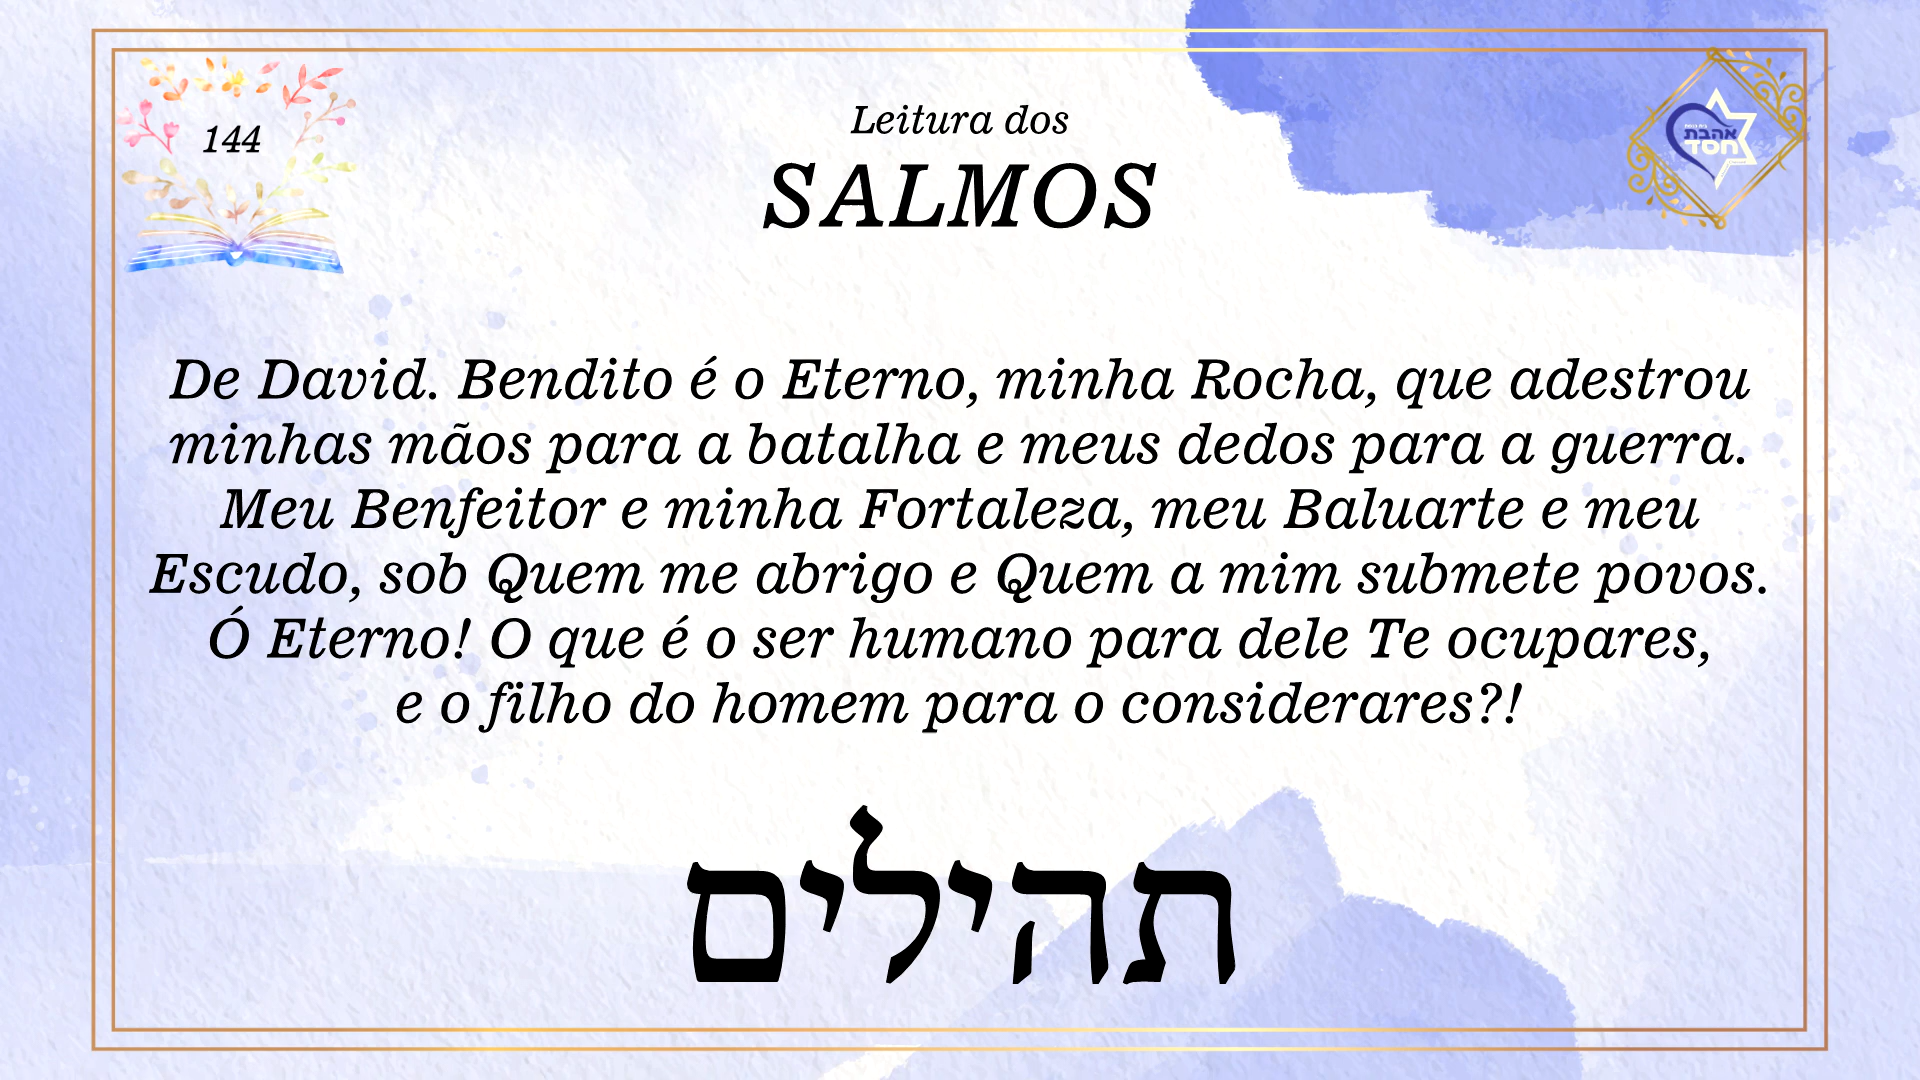 144
Leitura dos
SALMOS
אהבת
חסד
De David. Bendito é o Eterno, minha Rocha, que adestrou
minhas mãos para a batalha e meus dedos para a guerra.
Meu Benfeitor e minha Fortaleza, meu Baluarte e meu
Escudo, sob Quem me abrigo e Quem a mim submete povos.
Ó Eterno! O que é o ser humano para dele Te ocupares,
e o filho do homem para o considerares?!
תהילים